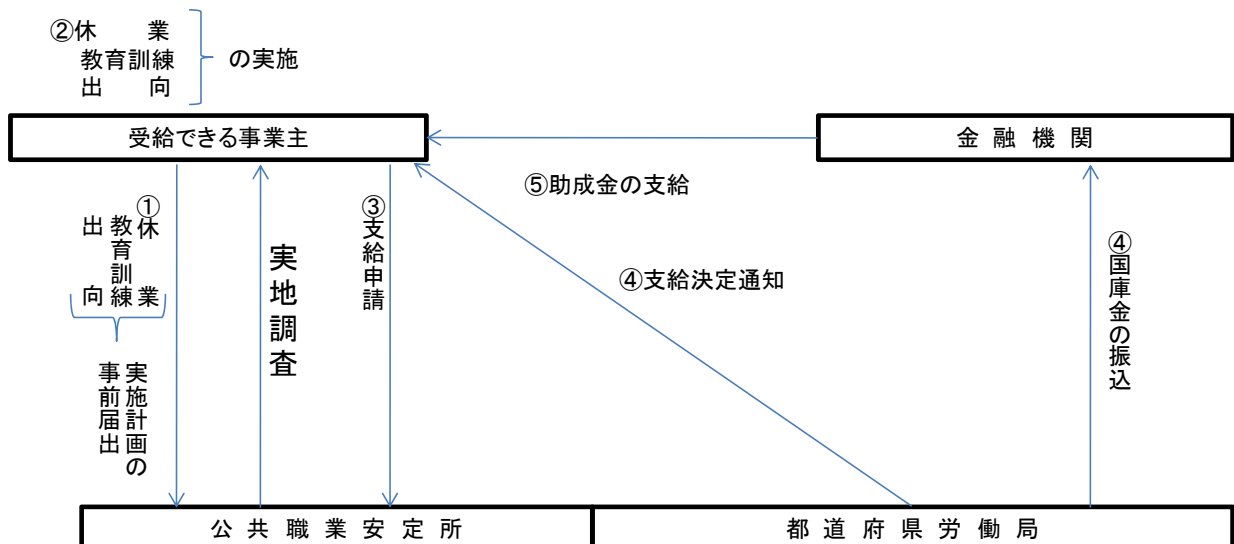 ②休　　業
教育訓練
出　　向
の実施
受給できる事業主
金 融 機 関
⑤助成金の支給
①休　　業
教育訓練
出　　向
実施計画の
事前届出
実地調査
③支給申請
④支給決定通知
④国庫金の振込
公 共 職 業 安 定 所
都 道 府 県 労 働 局